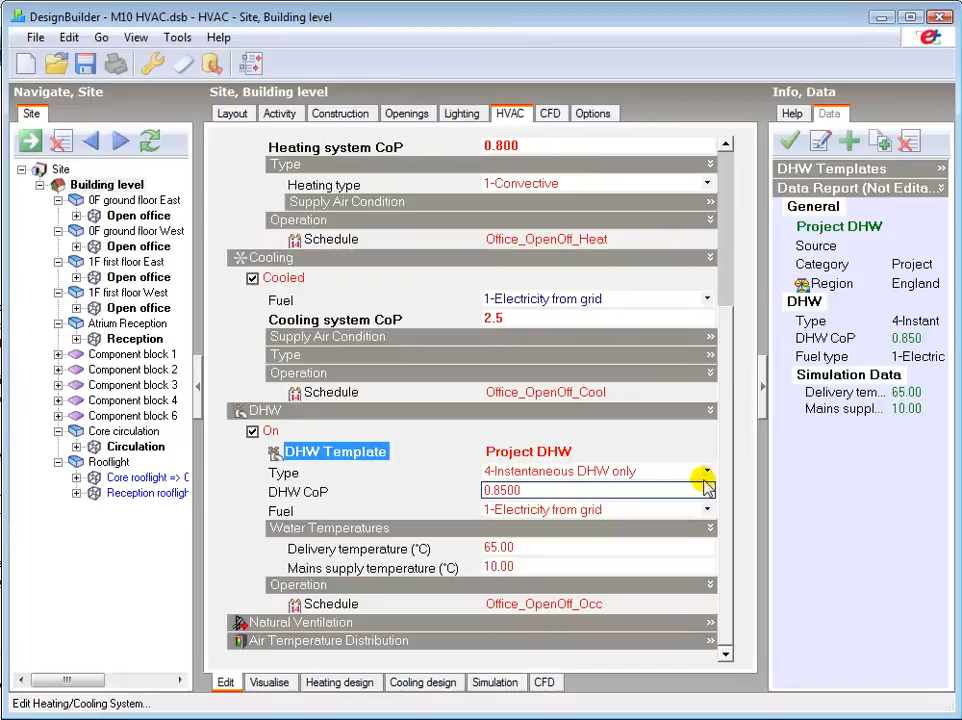 DesignBuilder - M10 HVAC.dsb - HVAC - Site, Building level
File Edit Go View Tools Help
Navigate, Site
Site
Site
Building level
0F ground floor East
Open office
0F ground floor West
Open office
1F first floor East
Open office
1F first floor West
Open office
Atrium Reception
Reception
Component block 1
Component block 2
Component block 3
Component block 4
Component block 6
Core circulation
Circulation
Rooflight
Core rooflight => C
Reception rooflig
Site, Building level
Layout Activity Construction Openings Lighting HVAC CFD Options
Heating system CoP 0.800
Type
Heating type 1-Convective
Supply Air Condition
Operation
Schedule Office_OpenOff_Heat
Cooling
Cooled
Fuel 1-Electricity from grid
Cooling system CoP 2.5
Supply Air Condition
Type
Operation
Schedule Office_OpenOff_Cool
DHW
On
DHW Template Project DHW
Type 4-Instantaneous DHW only
DHW CoP 0.8500
Fuel 1-Electricity from grid
Water Temperatures
Delivery temperature (°C) 65.00
Mains supply temperature (°C) 10.00
Operation
Schedule Office_OpenOff_Occ
Natural Ventilation
Air Temperature Distribution
Edit Visualise Heating design Cooling design Simulation CFD
Info, Data
Help Data
DHW Templates
Data Report (Not Edita...
General
Project DHW
Source
Category Project
Region England
DHW
Type 4-Instant
DHW CoP 0.850
Fuel type 1-Electric
Simulation Data
Delivery tem... 65.00
Mains suppl... 10.00
Edit Heating/Cooling System...